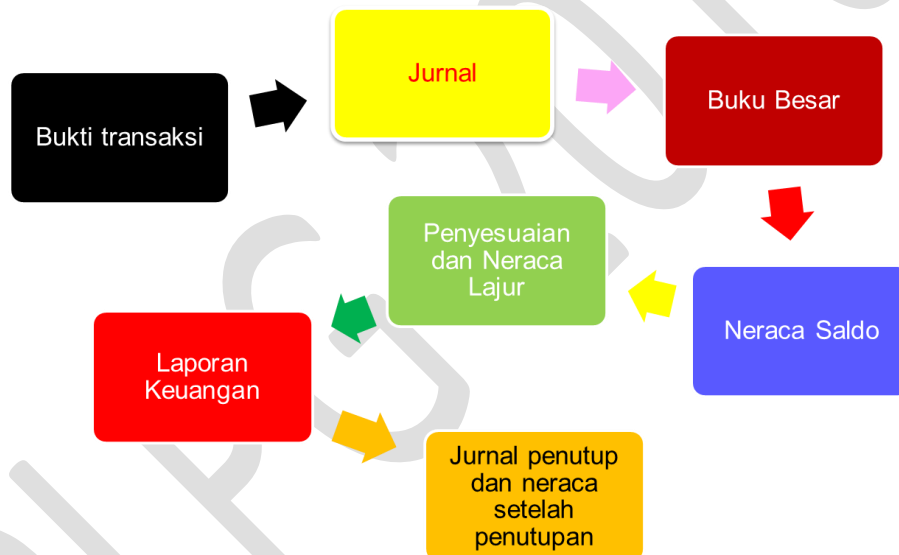 Bukti transaksi
Jurnal
Buku Besar
Neraca Saldo
Penyesuaian
dan Neraca
Lajur
Laporan
Keuangan
Jurnal penutup
dan neraca
setelah
penutupan